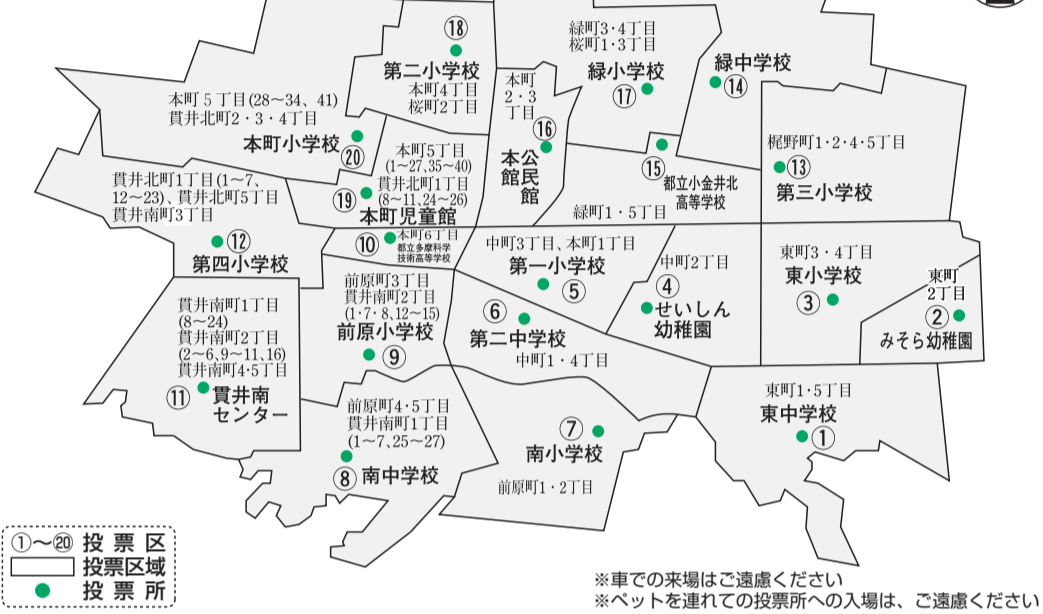 ⑱
第二小学校
本町4丁目
桜町2丁目
緑町3・4丁目
桜町1・3丁目
緑小学校
⑰
緑中学校
⑭
本町
2・3
丁目
⑯
公民館
本館
本町5丁目(28〜34、41)
貫井北町2・3・4丁目
本町小学校
⑳
本町5丁目
(1〜27,35〜40)
貫井北町1丁目
(8〜11,24〜26)
⑲
本町児童館
⑮
都立小金井北
高等学校
緑町1・5丁目
梶野町1・2・4・5丁目
⑬
第三小学校
貫井北町1丁目(1〜7、
12〜23)、貫井北町5丁目
貫井南町3丁目
⑫
第四小学校
⑩
本町6丁目
都立多摩科学
技術高等学校
中町3丁目、本町1丁目
第一小学校
⑤
中町2丁目
④
せいしん
幼稚園
東町3・4丁目
東小学校
③
東町
2丁目
②
みそら幼稚園
貫井南町1丁目
(8〜24)
貫井南町2丁目
(2〜6,9〜11,16)
貫井南町4・5丁目
⑪
貫井南
センター
前原町3丁目
貫井南町2丁目
(1・7・8,12〜15)
前原小学校
⑨
⑥
第二中学校
中町1・4丁目
前原町4・5丁目
貫井南町1丁目
(1〜7、25〜27)
⑧
南中学校
⑦
南小学校
前原町1・2丁目
東町1・5丁目
東中学校
①
①〜⑳ 投票区
投票区域
投票所
※車での来場はご遠慮ください
※ペットを連れての投票所への入場は、ご遠慮ください